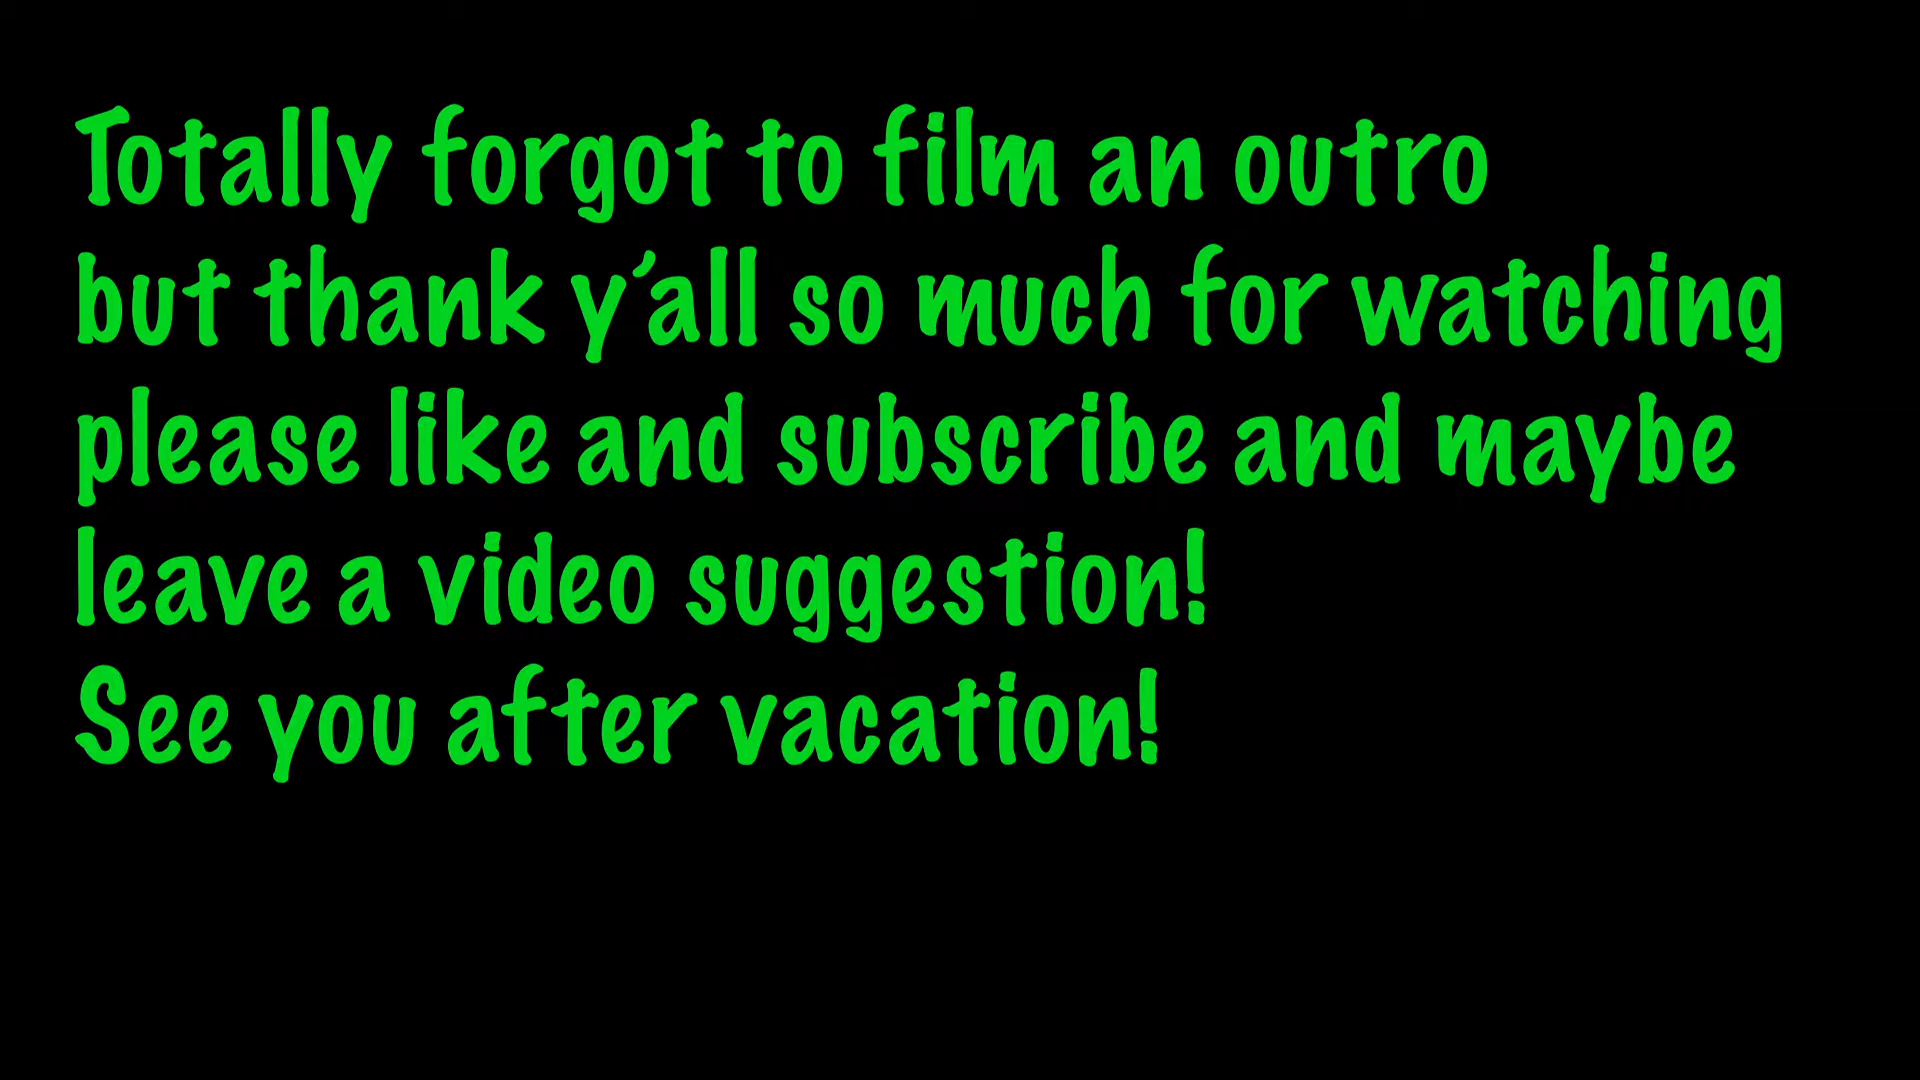 Totally forgot to film an outro
but thank y’all so much for watching
please like and subscribe and maybe
leave a video suggestion!
See you after vacation!